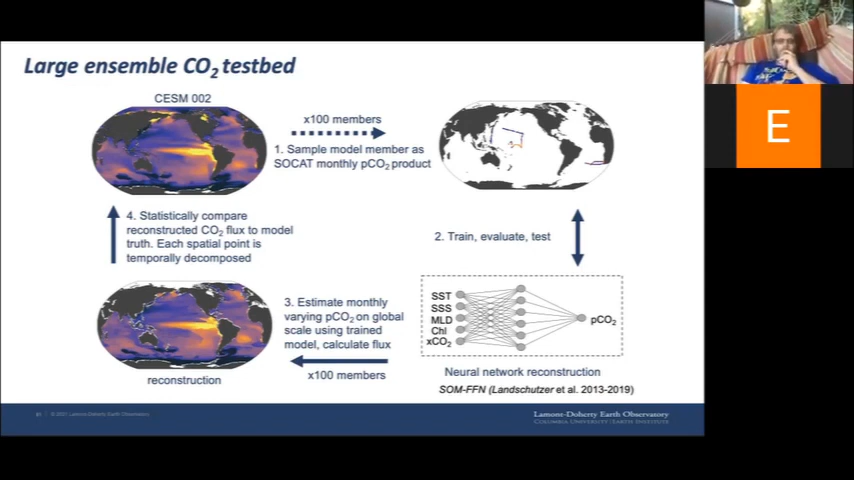 Large ensemble CO2 testbed
CESM 002
x100 members
1. Sample model member as
SOCAT monthly pCO2 product
4. Statistically compare
reconstructed CO2 flux to model
truth. Each spatial point is
temporally decomposed
2. Train, evaluate, test
3. Estimate monthly
varying pCO2 on global
scale using trained
model, calculate flux
x100 members
reconstruction
SST
SSS
MLD
Chl
xCO2
pCO2
Neural network reconstruction
SOM-FFN (Landschutzer et al. 2013-2019)
© 2021 Lamont-Doherty Earth Observatory
Lamont-Doherty Earth Observatory
Columbia University | Earth Institute
E